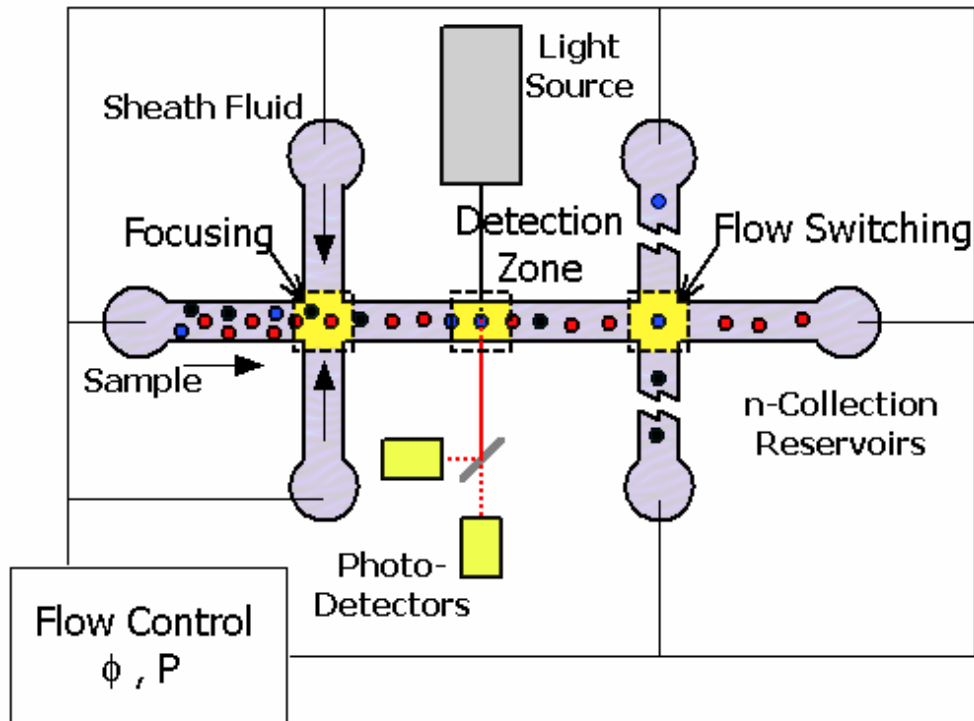 Light
Source
Sheath Fluid
Focusing
Detection
Zone
Flow Switching
Sample
n-Collection
Reservoirs
Photo-
Detectors
Flow Control
ϕ , P